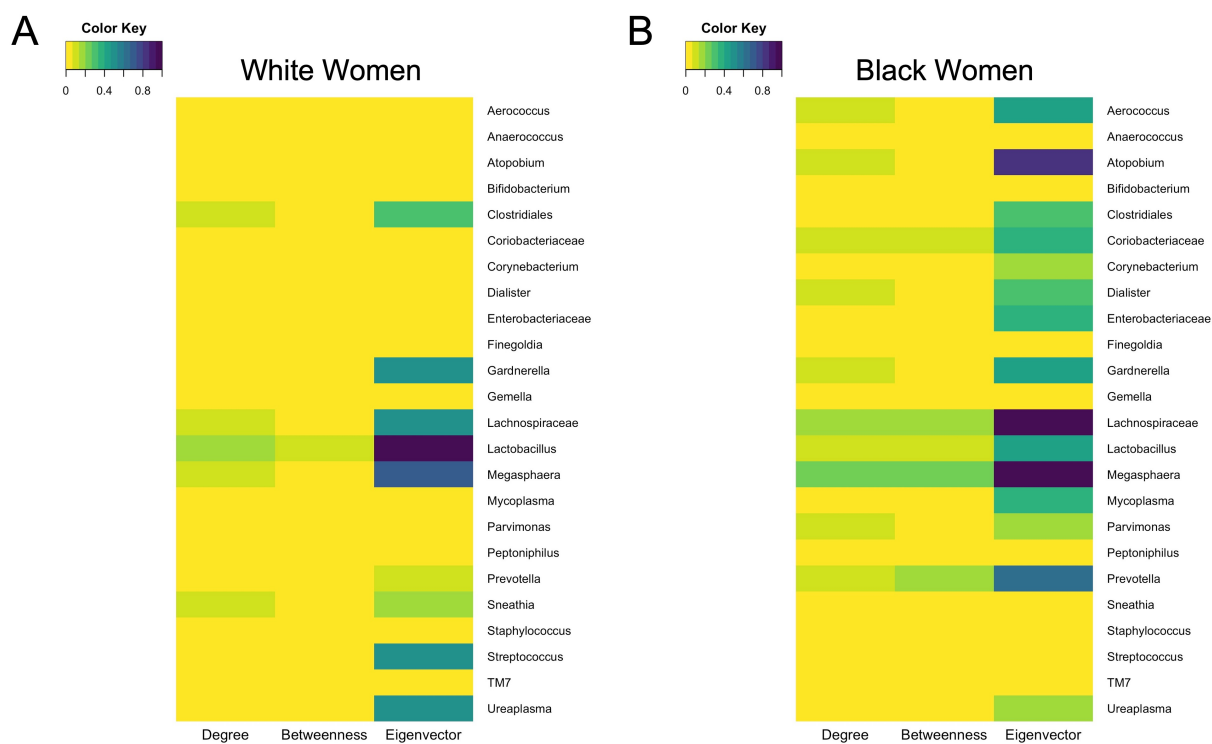 A
Color Key
0 0.4 0.8
White Women
Aerococcus
Anaerococcus
Atopobium
Bifidobacterium
Clostridiales
Coriobacteriaceae
Corynebacterium
Dialister
Enterobacteriaceae
Finegoldia
Gardnerella
Gemella
Lachnospiraceae
Lactobacillus
Megasphaera
Mycoplasma
Parvimonas
Peptoniphilus
Prevotella
Sneathia
Staphylococcus
Streptococcus
TM7
Ureaplasma
Degree Betweenness Eigenvector
B
Color Key
0 0.4 0.8
Black Women
Aerococcus
Anaerococcus
Atopobium
Bifidobacterium
Clostridiales
Coriobacteriaceae
Corynebacterium
Dialister
Enterobacteriaceae
Finegoldia
Gardnerella
Gemella
Lachnospiraceae
Lactobacillus
Megasphaera
Mycoplasma
Parvimonas
Peptoniphilus
Prevotella
Sneathia
Staphylococcus
Streptococcus
TM7
Ureaplasma
Degree Betweenness Eigenvector